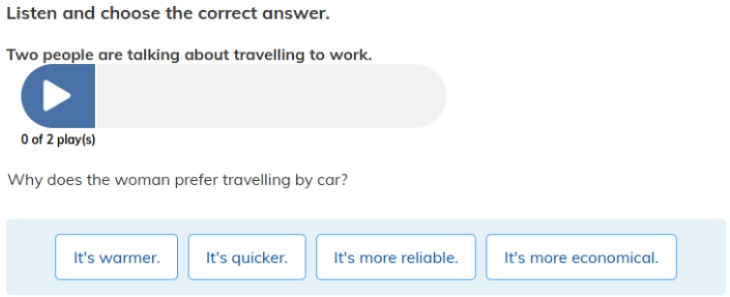 Listen and choose the correct answer.
Two people are talking about travelling to work.
0 of 2 play(s)
Why does the woman prefer travelling by car?
It's warmer. It's quicker. It's more reliable. It's more economical.